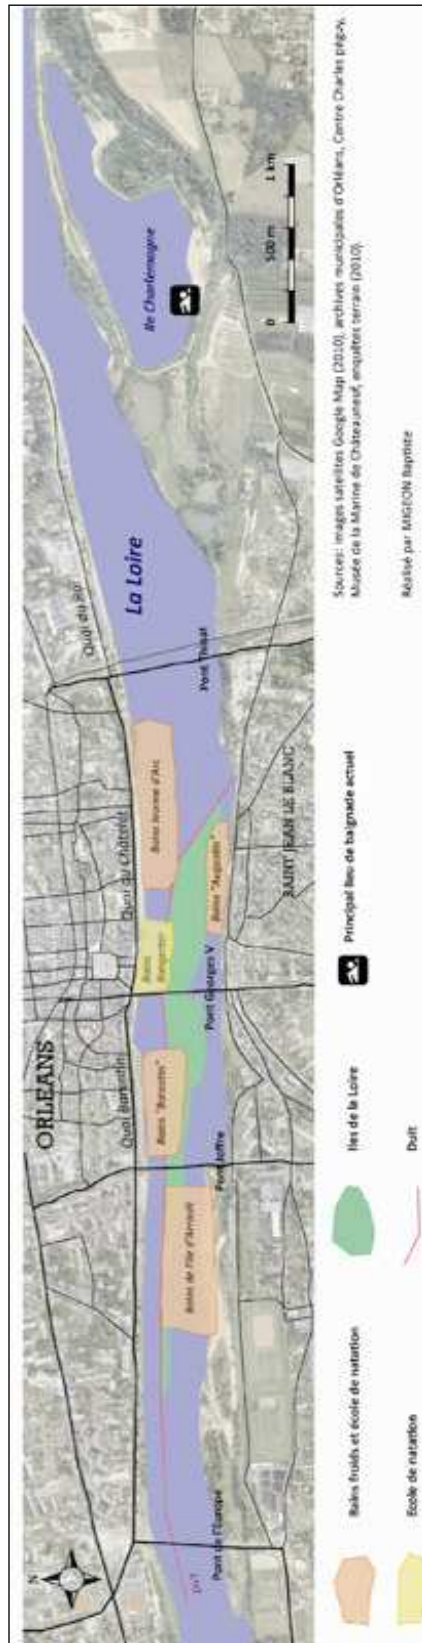 N
ORLÉANS
Quai Barentin
Quai du Châtelet
Quai du Roi
La Loire
Ile Charlemagne
0 500 m 1 km
Bains Jeanne d'Arc
Bains
Bains "Augustin"
SAINT JEAN LE BLANC
Pont Thinat
Pont Georges V
Pont Joffre
Bains de l'Ile d'Arrault
Pont de l'Europe
Duit
Bains froids et école de natation
Ecole de natation
Iles de la Loire
Duit
Principal lieu de baignade actuel
Sources: images satellites Google Map (2010), archives municipales d'Orléans, Centre Charles péguy,
Musée de la Marine de Châteauneuf, enquêtes terrain (2010).
Réalisé par MIGEON Baptiste